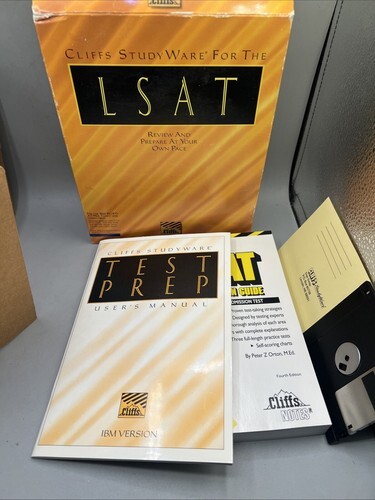 Cliffs
CLIFFS STUDYWARE® FOR THE
LSAT
REVIEW AND
PREPARE AT YOUR
OWN PACE
CLIFFS STUDYWARE®
TEST
PREP
USER'S MANUAL
Cliffs
IBM VERSION
AT
GUIDE
ADMISSION TEST
Proven test-taking strategies
Designed by testing experts
thorough analysis of each area
with complete explanations
Three full-length practice tests
• Self-scoring charts
By Peter Z. Orton, M.Ed.
Fourth Edition
Cliffs
NOTES®